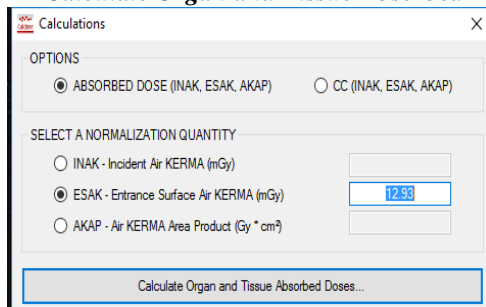 Calculations
OPTIONS
ABSORBED DOSE (INAK, ESAK, AKAP) CC (INAK, ESAK, AKAP)
SELECT A NORMALIZATION QUANTITY
INAK - Incident Air KERMA (mGy)
ESAK - Entrance Surface Air KERMA (mGy) 12.93
AKAP - Air KERMA Area Product (Gy * cm²)
Calculate Organ and Tissue Absorbed Doses...